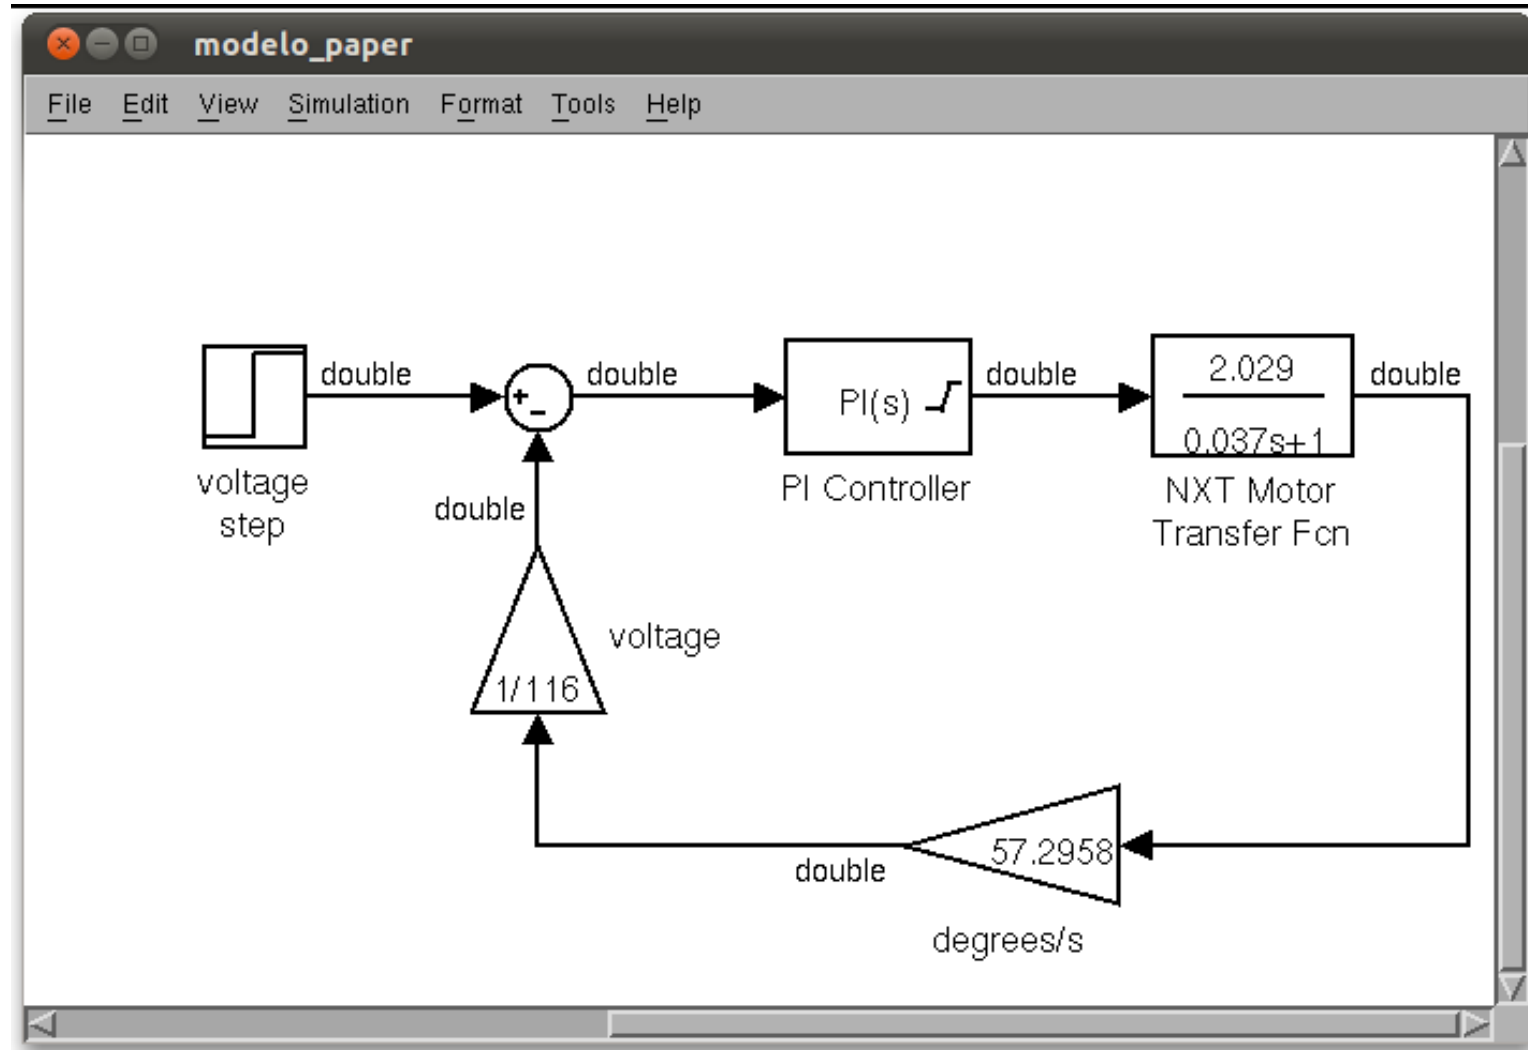 modelo_paper
File Edit View Simulation Format Tools Help
double
double
double
double
+
-
PI(s)
2.029
0.037s+1
voltage
step
PI Controller
NXT Motor
Transfer Fcn
double
voltage
1/116
57.2958
double
degrees/s